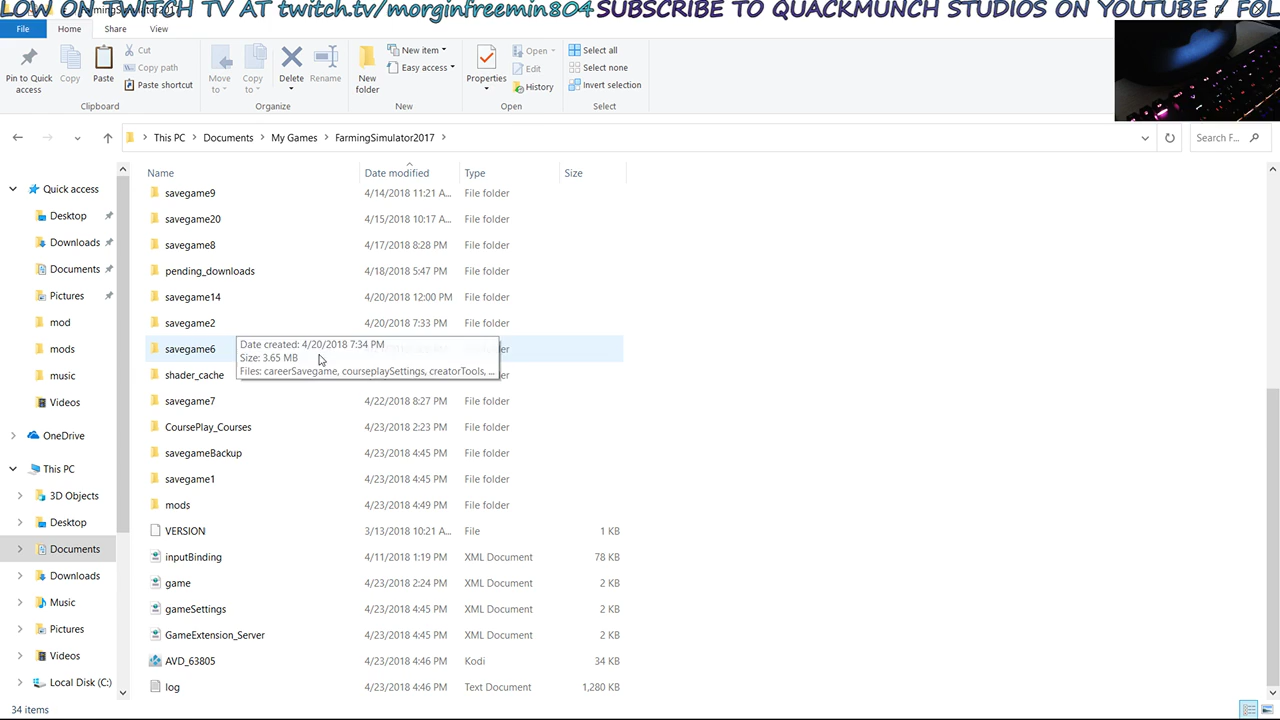 LOW ON TWITCH TV AT twitch.tv/morginfreemin804 SUBSCRIBE TO QUACKMUNCH STUDIOS ON YOUTUBE / FOL
FarmingSimulator2017
File Home Share View
Pin to Quick access
Copy
Paste
Cut
Copy path
Paste shortcut
Clipboard
Move to
Copy to
Delete
Rename
Organize
New folder
New item
Easy access
New
Properties
Open
Edit
History
Open
Select all
Select none
Invert selection
Select
This PC > Documents > My Games > FarmingSimulator2017 >
Search F...
Quick access
Desktop
Downloads
Documents
Pictures
mod
mods
music
Videos
OneDrive
This PC
3D Objects
Desktop
Documents
Downloads
Music
Pictures
Videos
Local Disk (C:)
Name Date modified Type Size
savegame9 4/14/2018 11:21 A... File folder
savegame20 4/15/2018 10:17 A... File folder
savegame8 4/17/2018 8:28 PM File folder
pending_downloads 4/18/2018 5:47 PM File folder
savegame14 4/20/2018 12:00 PM File folder
savegame2 4/20/2018 7:33 PM File folder
savegame6
Date created: 4/20/2018 7:34 PM
Size: 3.65 MB
Files: careerSavegame, courseplaySettings, creatorTools, ...
shader_cache
savegame7 4/22/2018 8:27 PM File folder
CoursePlay_Courses 4/23/2018 2:23 PM File folder
savegameBackup 4/23/2018 4:45 PM File folder
savegame1 4/23/2018 4:45 PM File folder
mods 4/23/2018 4:49 PM File folder
VERSION 3/13/2018 10:21 A... File 1 KB
inputBinding 4/11/2018 1:19 PM XML Document 78 KB
game 4/23/2018 2:24 PM XML Document 2 KB
gameSettings 4/23/2018 4:45 PM XML Document 2 KB
GameExtension_Server 4/23/2018 4:45 PM XML Document 2 KB
AVD_63805 4/23/2018 4:46 PM Kodi 34 KB
log 4/23/2018 4:46 PM Text Document 1,280 KB
34 items